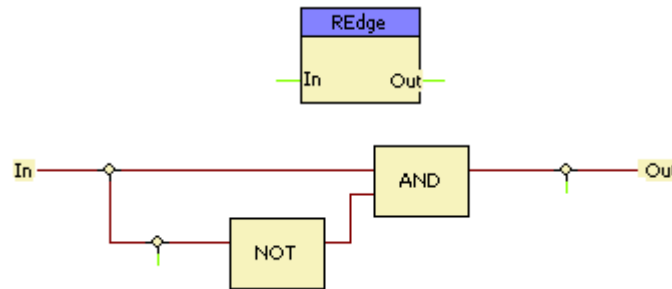 REdge
In Out
In
AND
Out
NOT